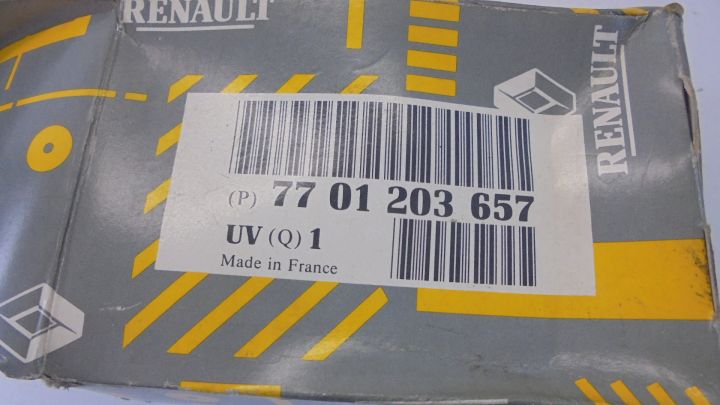 RENAULT
RENAULT
(P) 77 01 203 657
UV (Q) 1
Made in France